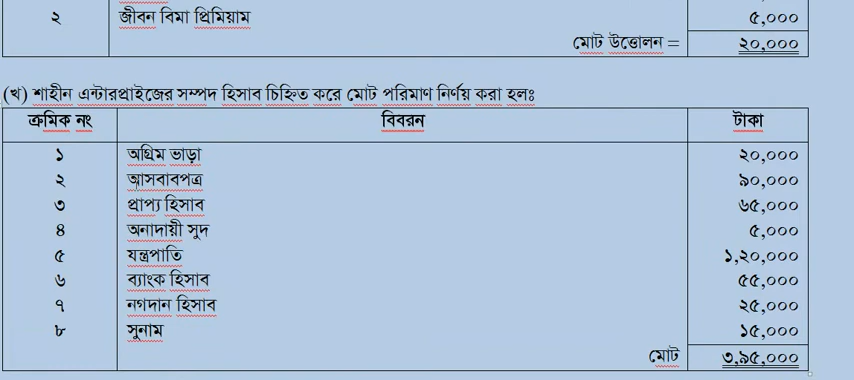 ২ জীবন বিমা প্রিমিয়াম ৫,০০০
মোট উত্তোলন = ২০,০০০
(খ) শাহীন এন্টারপ্রাইজের সম্পদ হিসাব চিহ্নিত করে মোট পরিমাণ নির্ণয় করা হলঃ
ক্রমিক নং বিবরন টাকা
১ অগ্রিম ভাড়া ২০,০০০
২ আসবাবপত্র ৯০,০০০
৩ প্রাপ্য হিসাব ৬৫,০০০
৪ অনাদায়ী সুদ ৫,০০০
৫ যন্ত্রপাতি ১,২০,০০০
৬ ব্যাংক হিসাব ৫৫,০০০
৭ নগদান হিসাব ২৫,০০০
৮ সুনাম ১৫,০০০
মোট ৩,৯৫,০০০